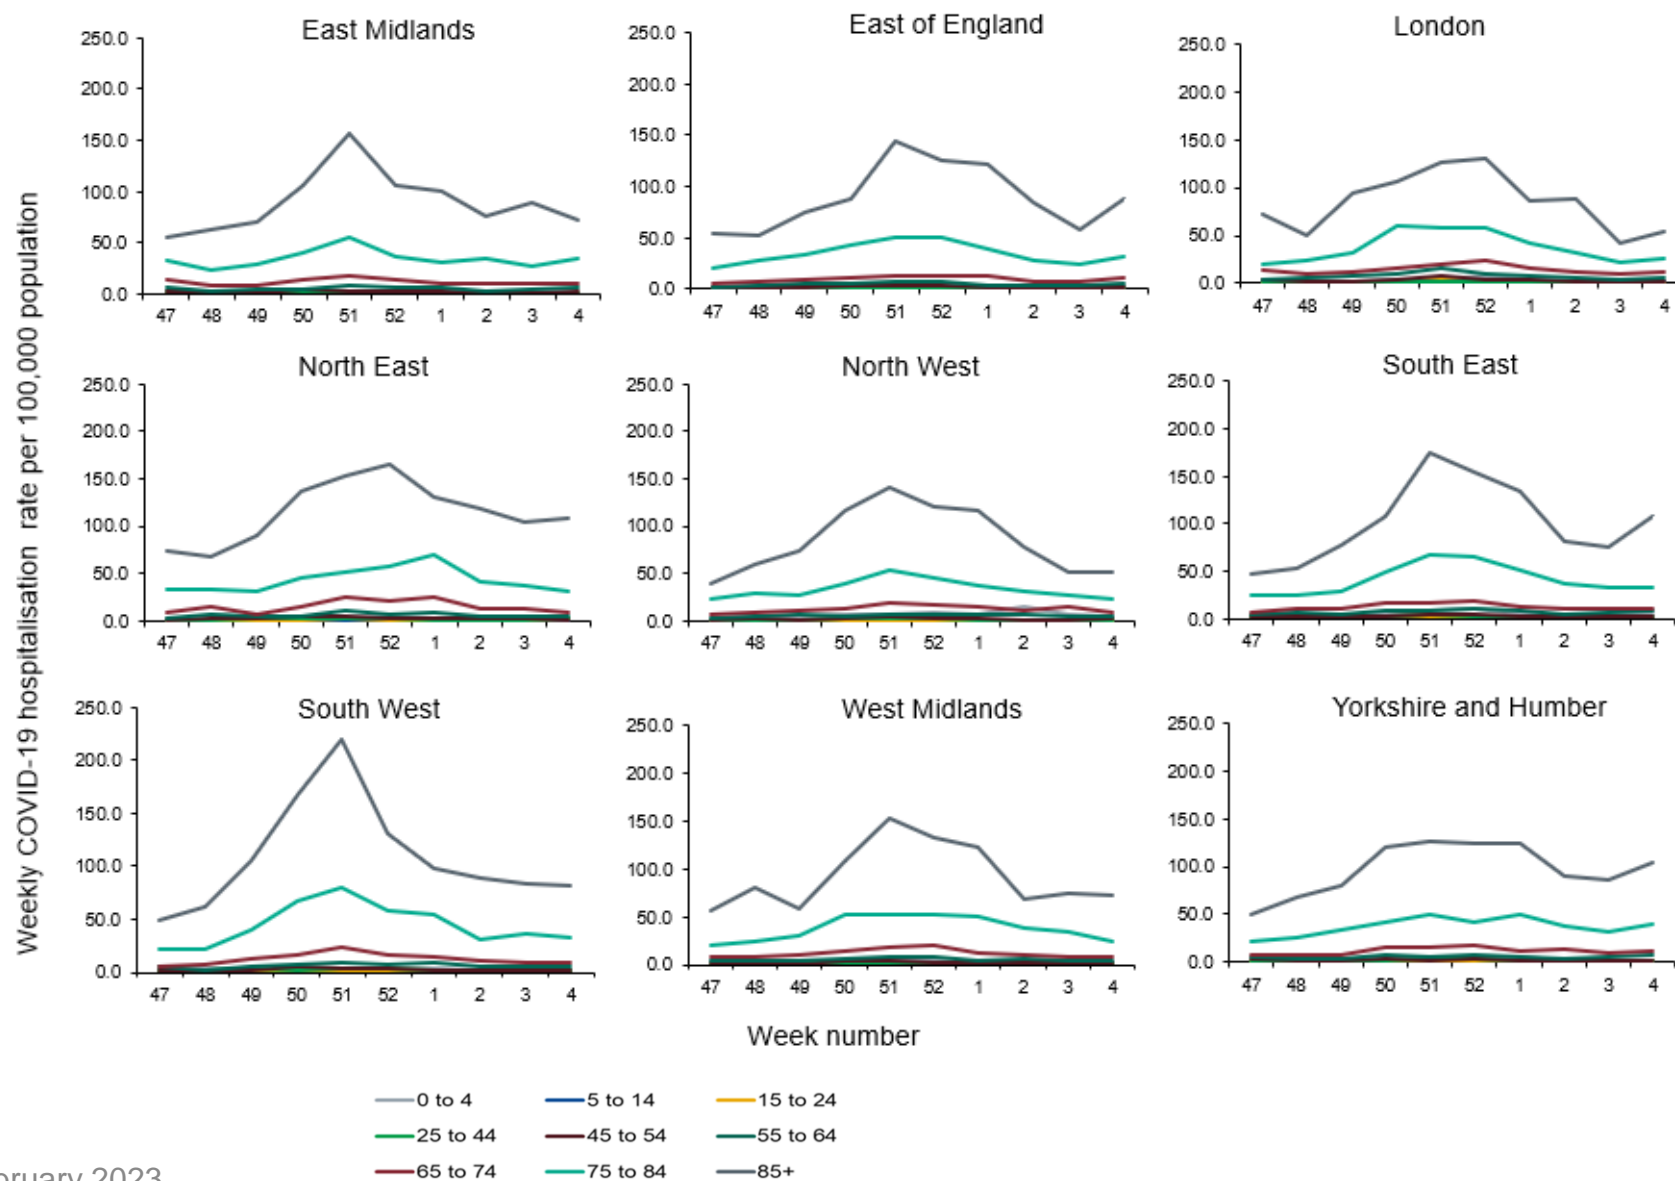 Weekly COVID-19 hospitalisation rate per 100,000 population
East Midlands
250.0
200.0
150.0
100.0
50.0
0.0
47 48 49 50 51 52 1 2 3 4
East of England
250.0
200.0
150.0
100.0
50.0
0.0
47 48 49 50 51 52 1 2 3 4
London
250.0
200.0
150.0
100.0
50.0
0.0
47 48 49 50 51 52 1 2 3 4
North East
250.0
200.0
150.0
100.0
50.0
0.0
47 48 49 50 51 52 1 2 3 4
North West
250.0
200.0
150.0
100.0
50.0
0.0
47 48 49 50 51 52 1 2 3 4
South East
250.0
200.0
150.0
100.0
50.0
0.0
47 48 49 50 51 52 1 2 3 4
South West
250.0
200.0
150.0
100.0
50.0
0.0
47 48 49 50 51 52 1 2 3 4
West Midlands
250.0
200.0
150.0
100.0
50.0
0.0
47 48 49 50 51 52 1 2 3 4
Yorkshire and Humber
250.0
200.0
150.0
100.0
50.0
0.0
47 48 49 50 51 52 1 2 3 4
Week number
0 to 4 5 to 14 15 to 24
25 to 44 45 to 54 55 to 64
65 to 74 75 to 84 85+
2023